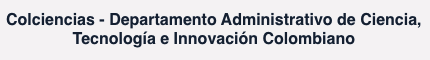 Colciencias - Departamento Administrativo de Ciencia,
Tecnología e Innovación Colombiano